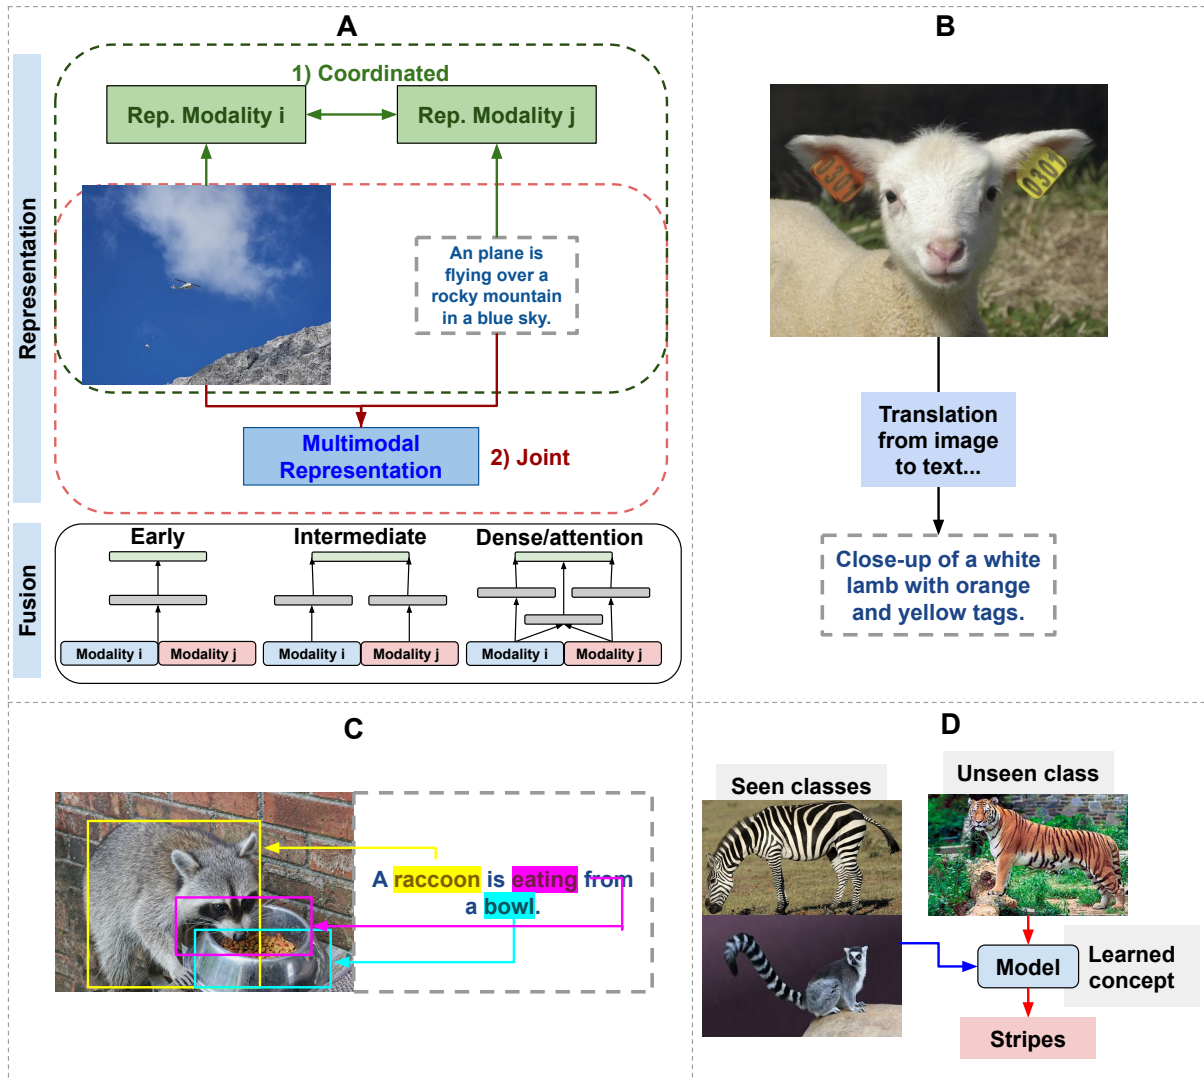 A
1) Coordinated
Rep. Modality i
Rep. Modality j
Representation
An plane is
flying over a
rocky mountain
in a blue sky.
Multimodal
Representation
2) Joint
Fusion
Early
Intermediate
Dense/attention
Modality i
Modality j
Modality i
Modality j
Modality i
Modality j
B
0301
0301
Translation
from image
to text...
Close-up of a white
lamb with orange
and yellow tags.
C
A raccoon is eating from
a bowl.
D
Seen classes
Unseen class
Model
Learned
concept
Stripes